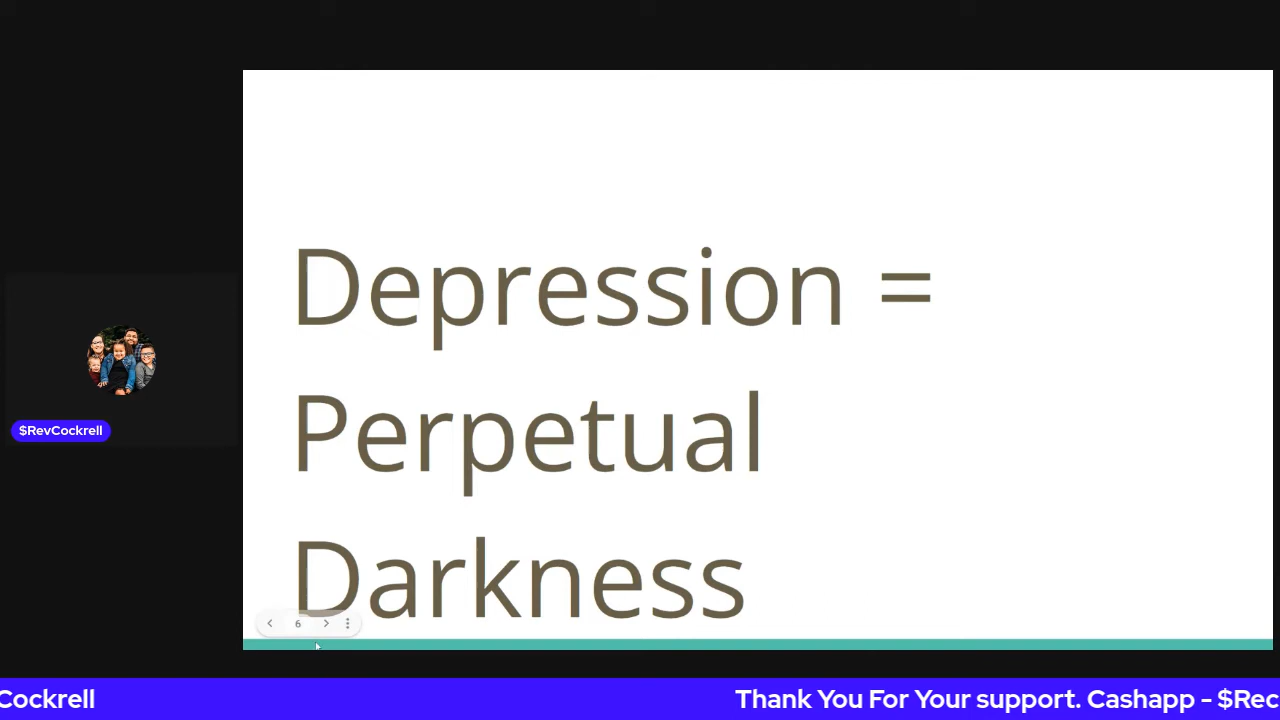 Depression =
Perpetual
Darkness
6
$RevCockrell
Cockrell
Thank You For Your support. Cashapp - $Rec